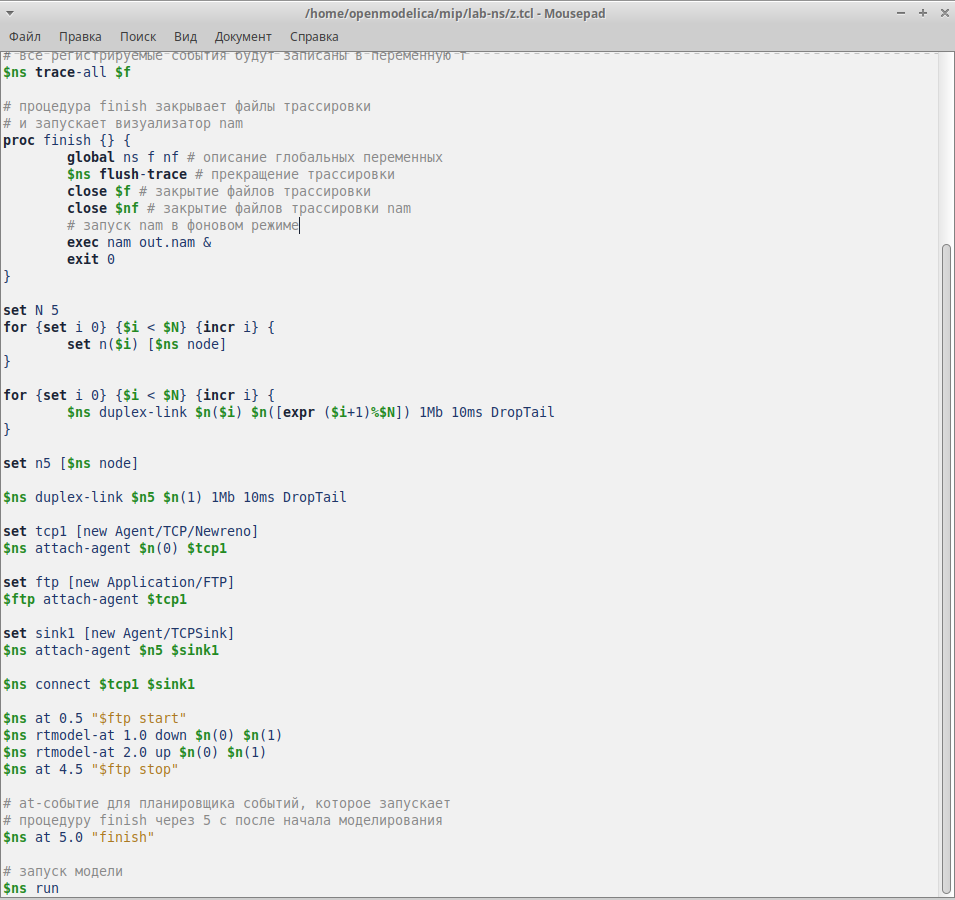 /home/openmodelica/mip/lab-ns/z.tcl - Mousepad
Файл Правка Поиск Вид Документ Справка
# все регистрируемые события будут записаны в переменную f
$ns trace-all $f
# процедура finish закрывает файлы трассировки
# и запускает визуализатор nam
proc finish {} {
global ns f nf # описание глобальных переменных
$ns flush-trace # прекращение трассировки
close $f # закрытие файлов трассировки
close $nf # закрытие файлов трассировки nam
# запуск nam в фоновом режиме
exec nam out.nam &
exit 0
}
set N 5
for {set i 0} {$i < $N} {incr i} {
set n($i) [$ns node]
}
for {set i 0} {$i < $N} {incr i} {
$ns duplex-link $n($i) $n([expr ($i+1)%$N]) 1Mb 10ms DropTail
}
set n5 [$ns node]
$ns duplex-link $n5 $n(1) 1Mb 10ms DropTail
set tcp1 [new Agent/TCP/Newreno]
$ns attach-agent $n(0) $tcp1
set ftp [new Application/FTP]
$ftp attach-agent $tcp1
set sink1 [new Agent/TCPSink]
$ns attach-agent $n5 $sink1
$ns connect $tcp1 $sink1
$ns at 0.5 "$ftp start"
$ns rtmodel-at 1.0 down $n(0) $n(1)
$ns rtmodel-at 2.0 up $n(0) $n(1)
$ns at 4.5 "$ftp stop"
# at-событие для планировщика событий, которое запускает
# процедуру finish через 5 с после начала моделирования
$ns at 5.0 "finish"
# запуск модели
$ns run